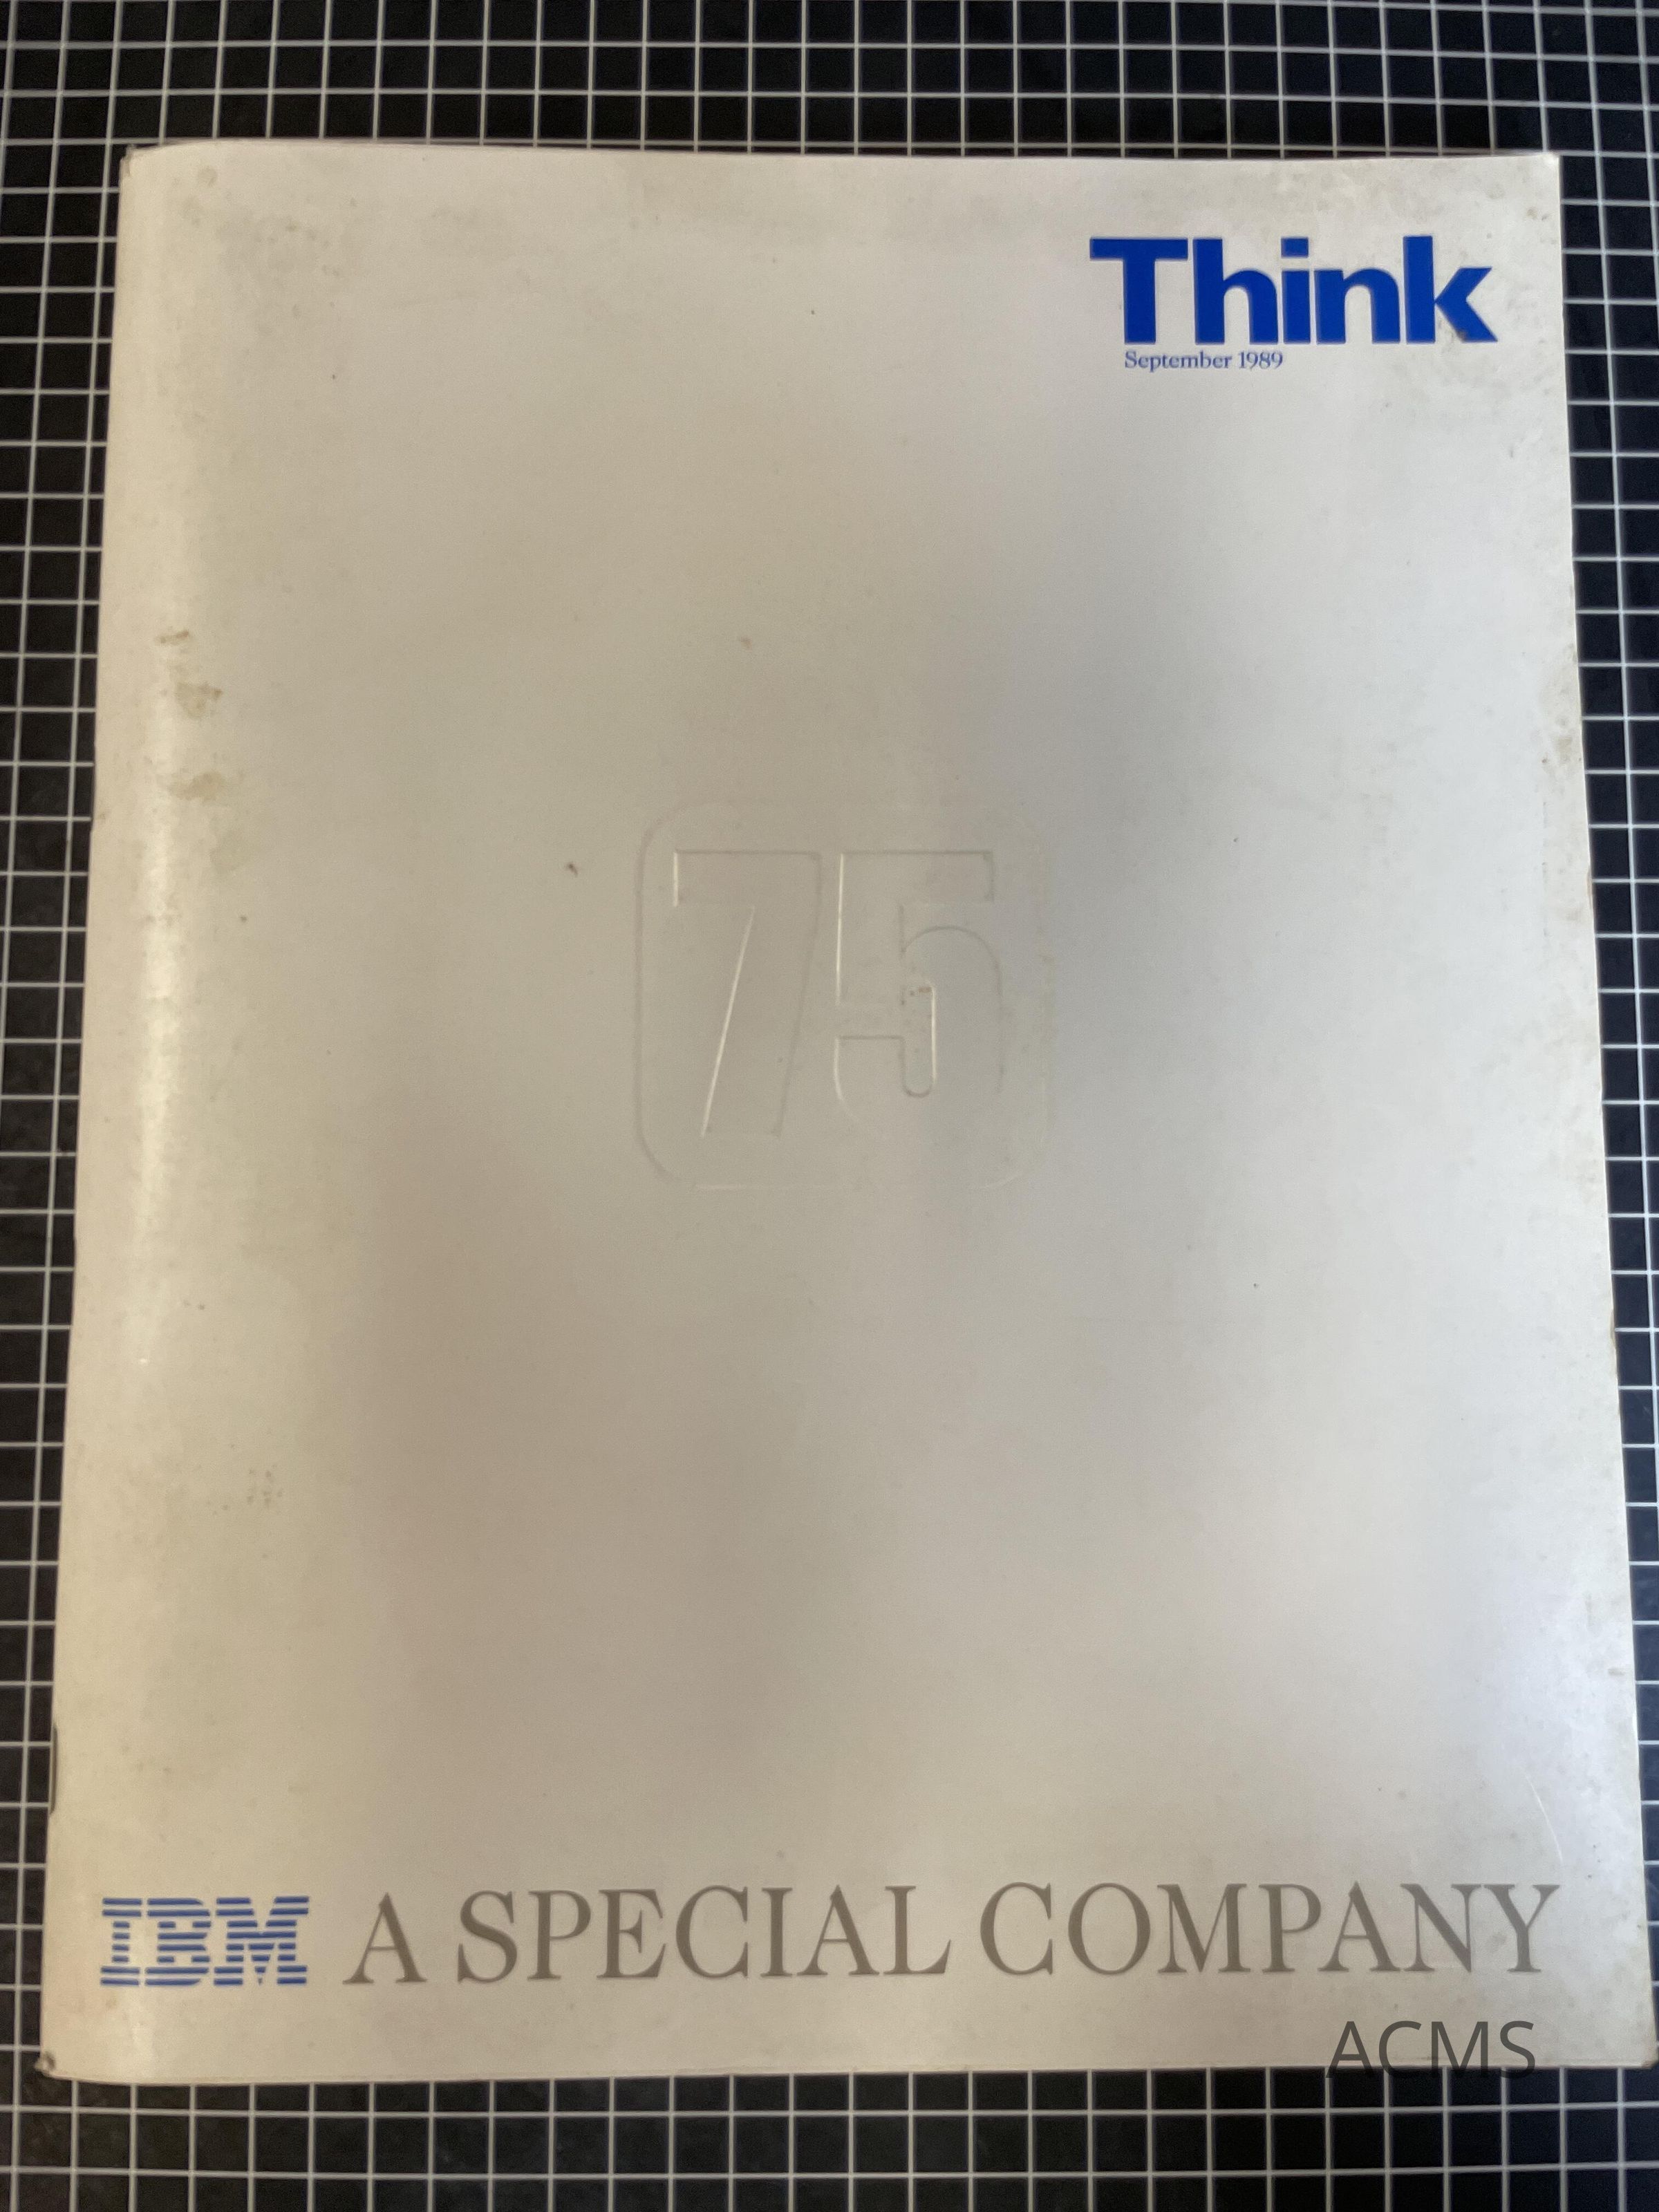 Think
September 1989
75
IBM A SPECIAL COMPANY
ACMS